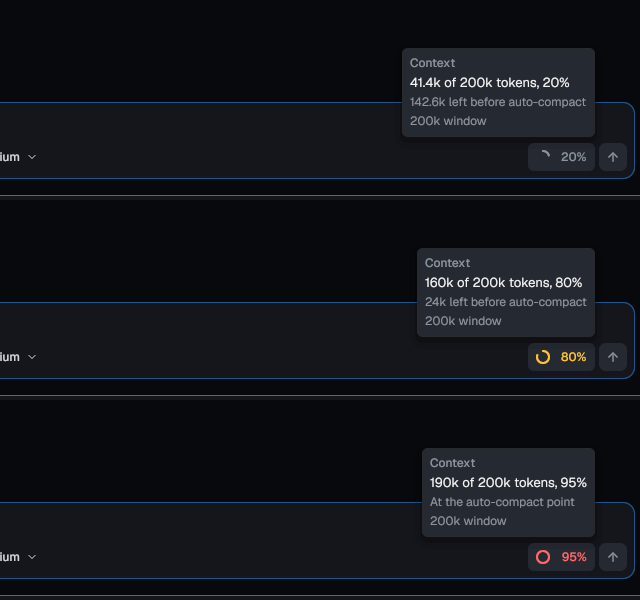 Context
41.4k of 200k tokens, 20%
142.6k left before auto-compact
200k window
ium
20%
Context
160k of 200k tokens, 80%
24k left before auto-compact
200k window
ium
80%
Context
190k of 200k tokens, 95%
At the auto-compact point
200k window
ium
95%